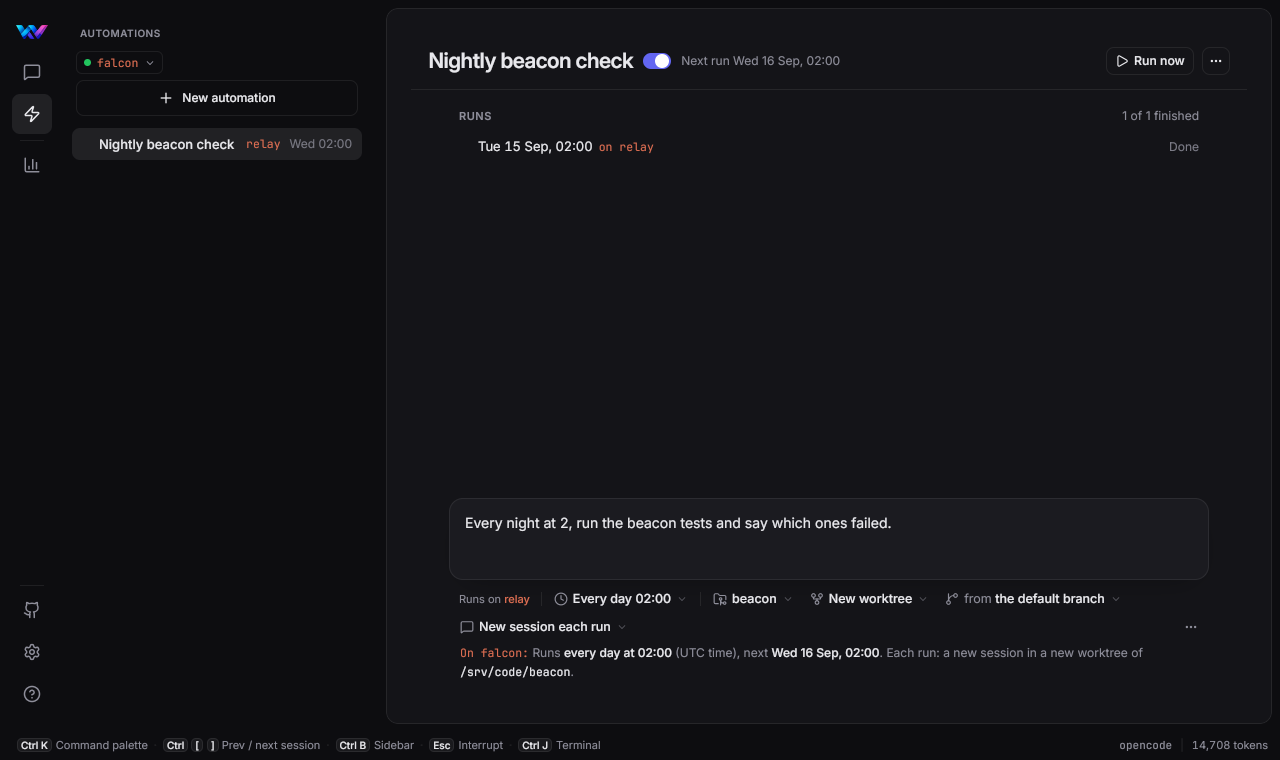 AUTOMATIONS
falcon
New automation
Nightly beacon check relay Wed 02:00
Nightly beacon check Next run Wed 16 Sep, 02:00 Run now
RUNS 1 of 1 finished
Tue 15 Sep, 02:00 on relay Done
Every night at 2, run the beacon tests and say which ones failed.
Runs on relay Every day 02:00 beacon New worktree from the default branch
New session each run
On falcon: Runs every day at 02:00 (UTC time), next Wed 16 Sep, 02:00. Each run: a new session in a new worktree of
/srv/code/beacon.
Ctrl K Command palette · Ctrl [ ] Prev / next session · Ctrl B Sidebar · Esc Interrupt · Ctrl J Terminal opencode 14,708 tokens